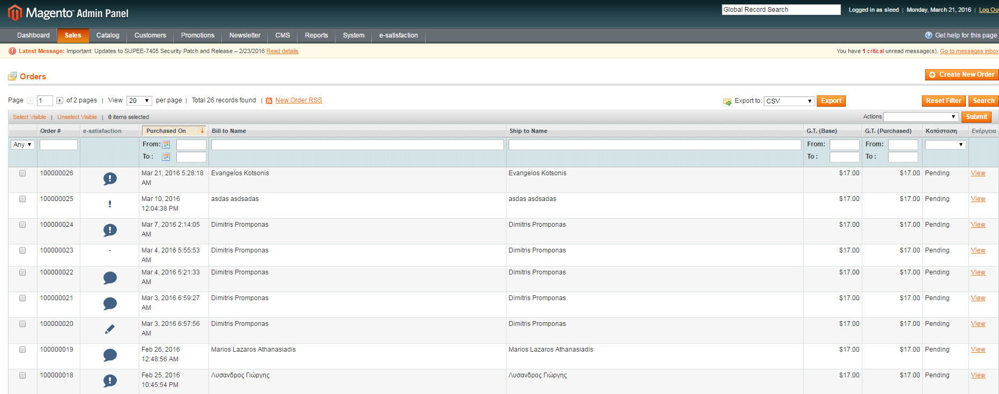 Magento™ Admin Panel
Global Record Search
Logged in as sleed | Monday, March 21, 2016 | Log Out
Dashboard Sales Catalog Customers Promotions Newsletter CMS Reports System e-satisfaction Get help for this page
Latest Message: Important: Updates to SUPEE-7405 Security Patch and Release – 2/23/2016 Read details You have 1 critical unread message(s). Go to messages inbox
Orders Create New Order
Page 1 of 2 pages | View 20 per page | Total 26 records found | New Order RSS Export to: CSV Export Reset Filter Search
Select Visible | Unselect Visible | 0 items selected Actions Submit
Order # e-satisfaction Purchased On Bill to Name Ship to Name G.T. (Base) G.T. (Purchased) Κατάσταση Ενέργεια
Any From: From: From:
To : To : To :
100000026 Mar 21, 2016 5:28:18 Evangelos Kotsonis Evangelos Kotsonis $17.00 $17.00 Pending View
AM
100000025 Mar 10, 2016 asdas asdsadas asdas asdsadas $17.00 $17.00 Pending View
12:04:38 PM
100000024 Mar 7, 2016 2:14:05 Dimitris Promponas Dimitris Promponas $17.00 $17.00 Pending View
AM
100000023 - Mar 4, 2016 5:55:53 Dimitris Promponas Dimitris Promponas $17.00 $17.00 Pending View
AM
100000022 Mar 4, 2016 5:21:33 Dimitris Promponas Dimitris Promponas $17.00 $17.00 Pending View
AM
100000021 Mar 3, 2016 6:59:27 Dimitris Promponas Dimitris Promponas $17.00 $17.00 Pending View
AM
100000020 Mar 3, 2016 6:57:56 Dimitris Promponas Dimitris Promponas $17.00 $17.00 Pending View
AM
100000019 Feb 26, 2016 Marios Lazaros Athanasiadis Marios Lazaros Athanasiadis $17.00 $17.00 Pending View
12:48:56 AM
100000018 Feb 25, 2016 Λυσανδρος Γιώργης Λυσανδρος Γιώργης $17.00 $17.00 Pending View
10:45:54 PM